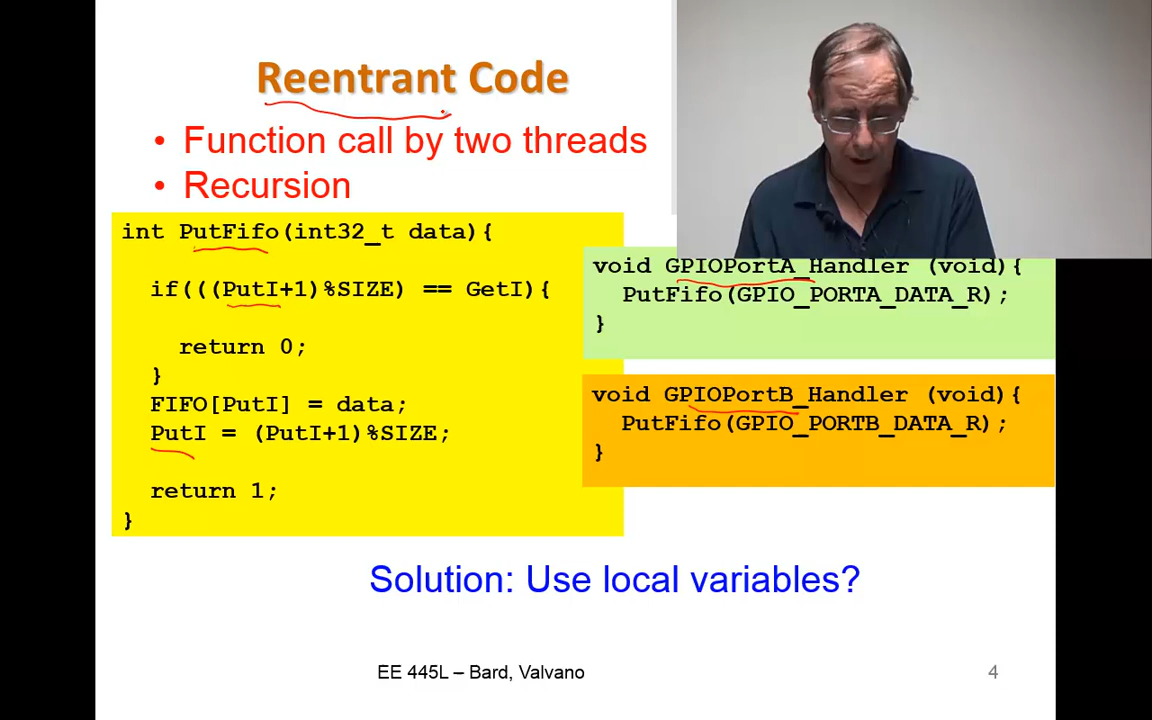 Reentrant Code
• Function call by two threads
• Recursion
int PutFifo(int32_t data){
if(((PutI+1)%SIZE) == GetI){
return 0;
}
FIFO[PutI] = data;
PutI = (PutI+1)%SIZE;
return 1;
}
void GPIOPortA_Handler (void){
PutFifo(GPIO_PORTA_DATA_R);
}
void GPIOPortB_Handler (void){
PutFifo(GPIO_PORTB_DATA_R);
}
Solution: Use local variables?
EE 445L – Bard, Valvano
4